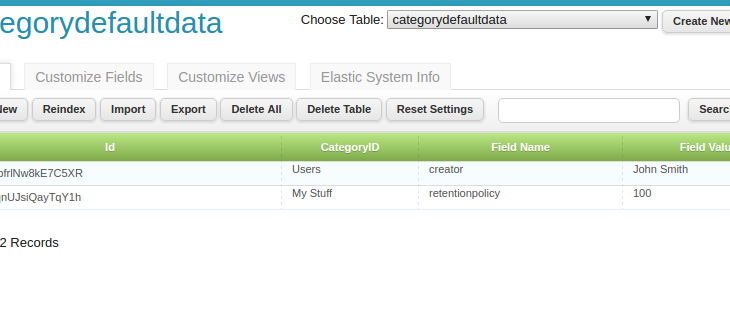 egorydefaultdata
Choose Table: categorydefaultdata
Create New
Customize Fields Customize Views Elastic System Info
New Reindex Import Export Delete All Delete Table Reset Settings Searc
Id CategoryID Field Name Field Valu
Users creator John Smith
nUJsiQayTqY1h My Stuff retentionpolicy 100
2 Records